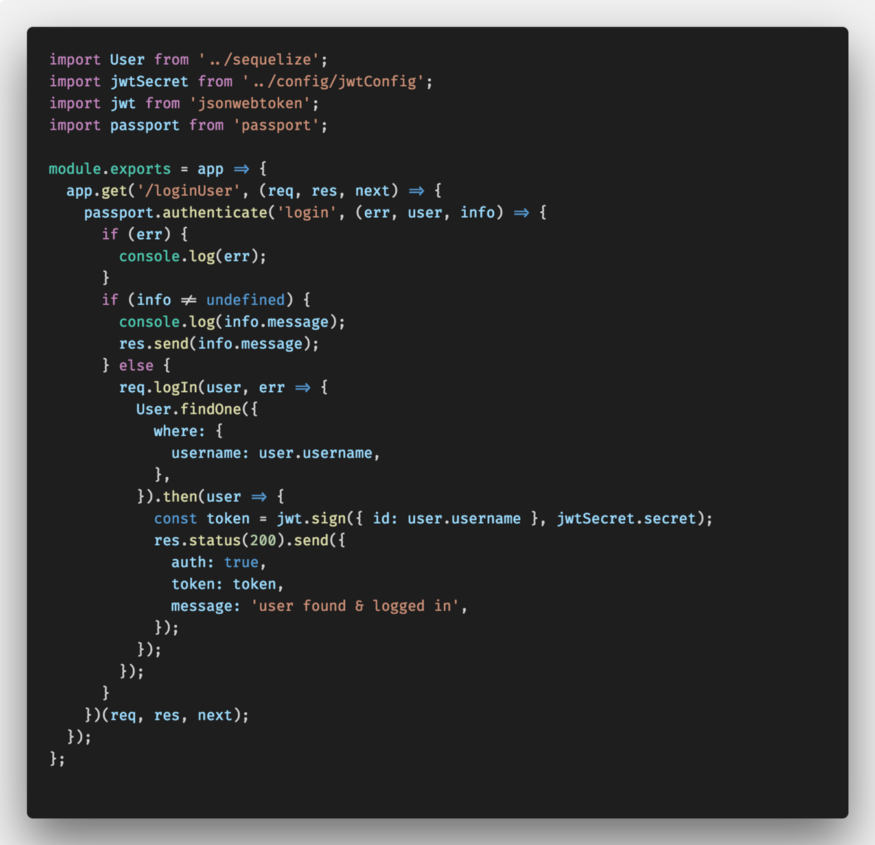 import User from '../sequelize';
import jwtSecret from '../config/jwtConfig';
import jwt from 'jsonwebtoken';
import passport from 'passport';

module.exports = app => {
  app.get('/loginUser', (req, res, next) => {
    passport.authenticate('login', (err, user, info) => {
      if (err) {
        console.log(err);
      }
      if (info != undefined) {
        console.log(info.message);
        res.send(info.message);
      } else {
        req.logIn(user, err => {
          User.findOne({
            where: {
              username: user.username,
            },
          }).then(user => {
            const token = jwt.sign({ id: user.username }, jwtSecret.secret);
            res.status(200).send({
              auth: true,
              token: token,
              message: 'user found & logged in',
            });
          });
        });
      }
    })(req, res, next);
  });
};